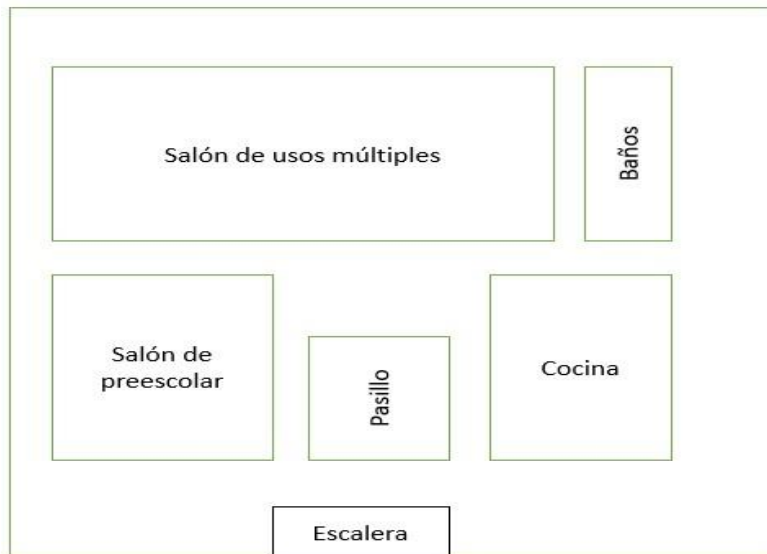 Salón de usos múltiples
Baños
Salón de
preescolar
Pasillo
Cocina
Escalera